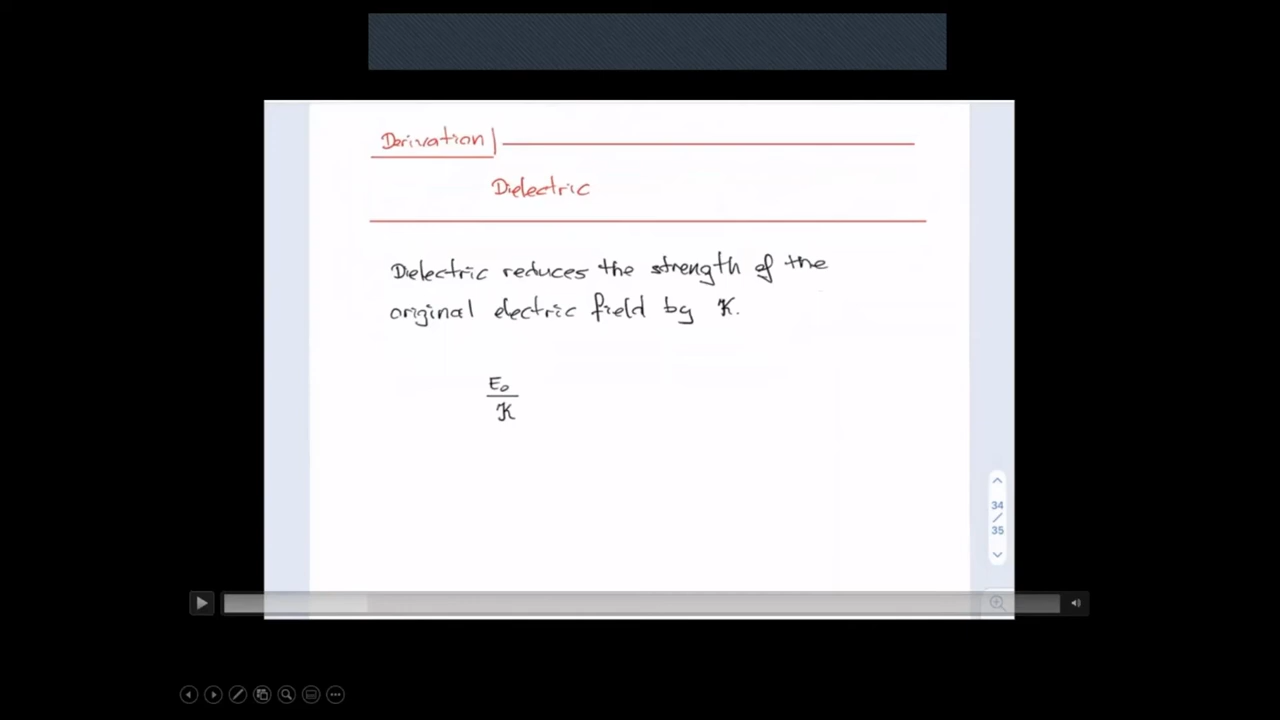 Derivation
Dielectric
Dielectric reduces the strength of the
original electric field by K.
E₀
K
34
/
35